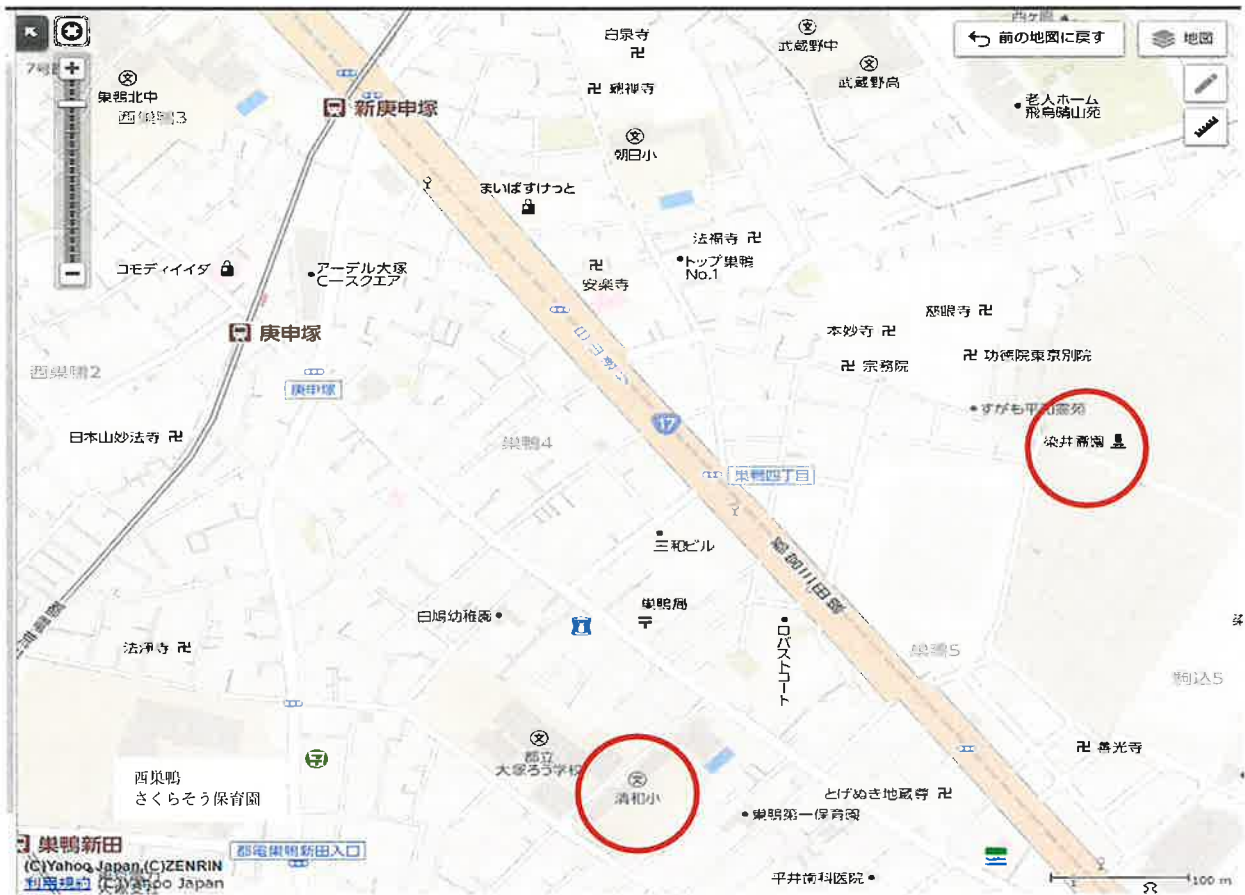 白泉寺
武蔵野中
武蔵野高
前の地図に戻す
地図
巣鴨北中
西巣鴨3
新庚申塚
老人ホーム
飛鳥晴山苑
朝日小
まいばすけっと
法福寺
トップ巣鴨
No.1
コモディイイダ
アーデル大塚
C-スクエア
安楽寺
慈眼寺
本妙寺
庚申塚
宗務院
功徳院東京別院
西巣鴨2
庚申塚
すがも平和霊苑
日本山妙法寺
巣鴨4
17
染井霊園
巣鴨四丁目
三和ビル
白鳩幼稚園
巣鴨局
ロバストコート
法浄寺
巣鴨5
駒込5
都立
大塚ろう学校
善光寺
西巣鴨
さくらそう保育園
清和小
とげぬき地蔵尊
巣鴨第一保育園
巣鴨新田
都電巣鴨新田入口
(C)Yahoo Japan,(C)ZENRIN
利用規約 (C)Yahoo Japan
平井歯科医院
100 m